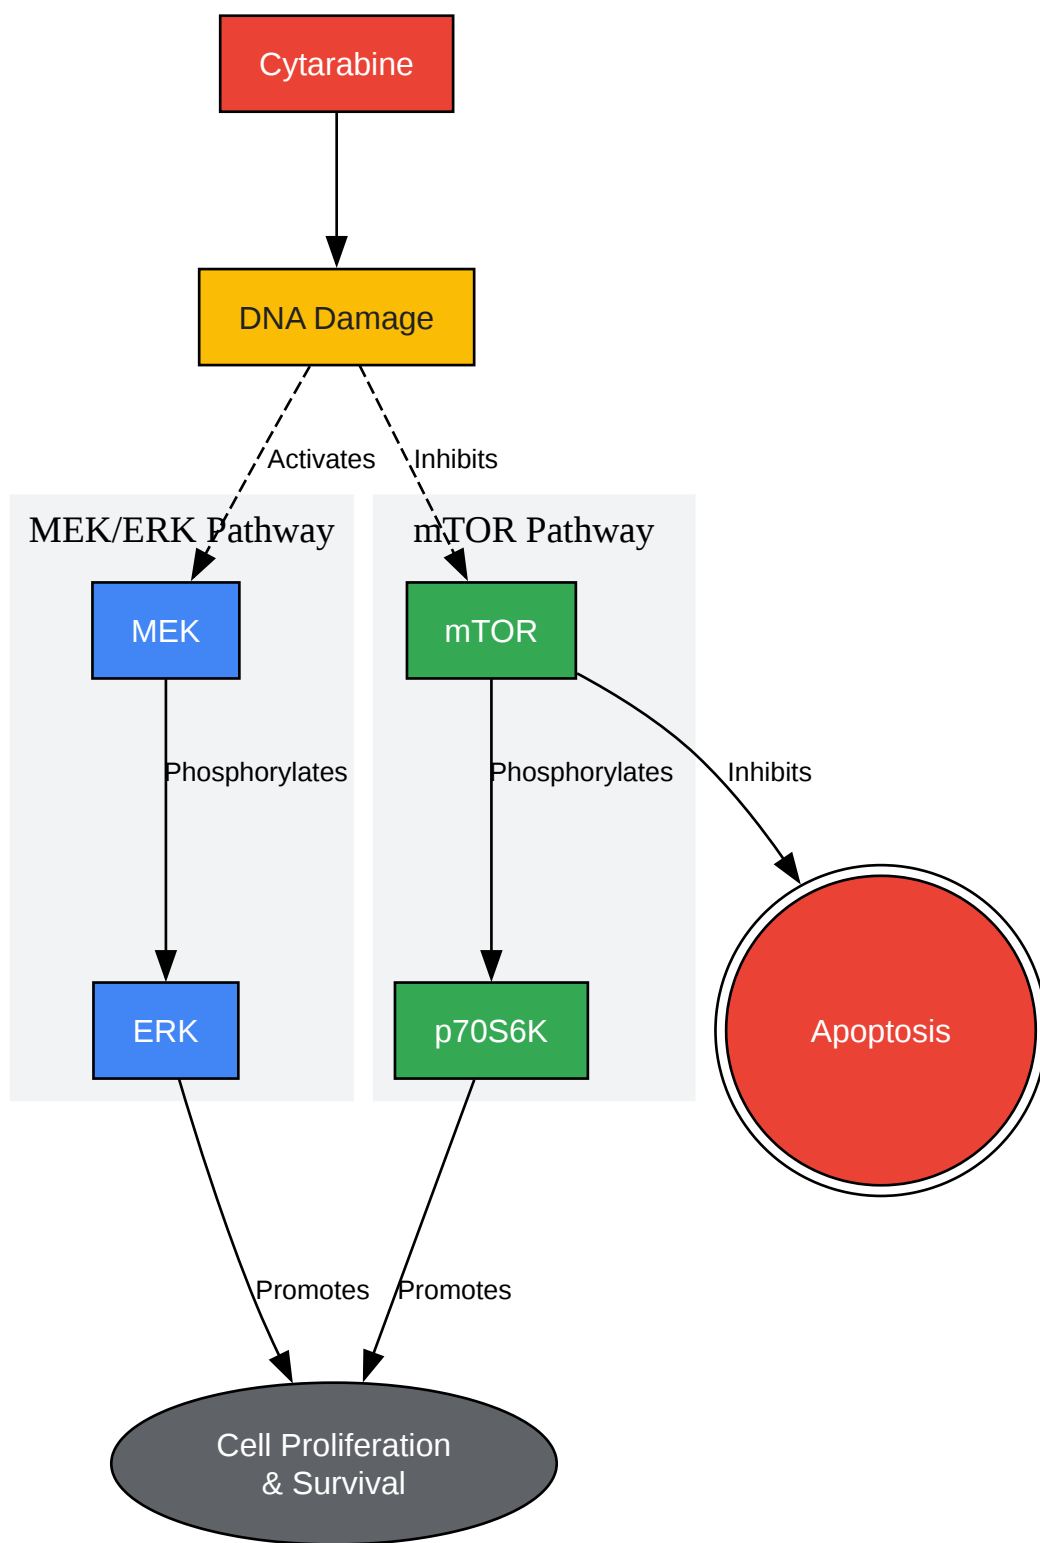 Cytarabine
DNA Damage
Activates
Inhibits
MEK/ERK Pathway
mTOR Pathway
MEK
mTOR
Phosphorylates
Phosphorylates
Inhibits
ERK
p70S6K
Apoptosis
Promotes
Promotes
Cell Proliferation
& Survival